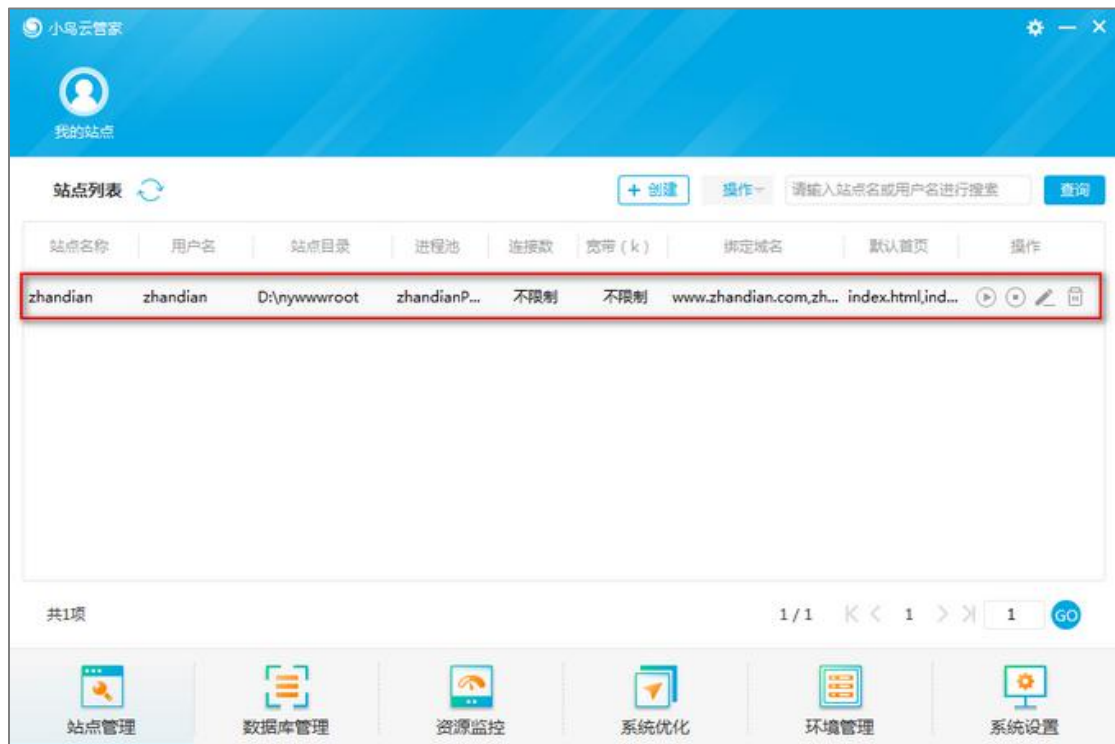 小鸟云管家
我的站点
站点列表 + 创建 操作 请输入站点名或用户名进行搜索 查询
站点名称 用户名 站点目录 进程池 连接数 宽带(k) 绑定域名 默认首页 操作
zhandian zhandian D:\nywwwroot zhandianP... 不限制 不限制 www.zhandian.com,zh... index.html,ind...
共1项 1/1 1 1 GO
站点管理 数据库管理 资源监控 系统优化 环境管理 系统设置